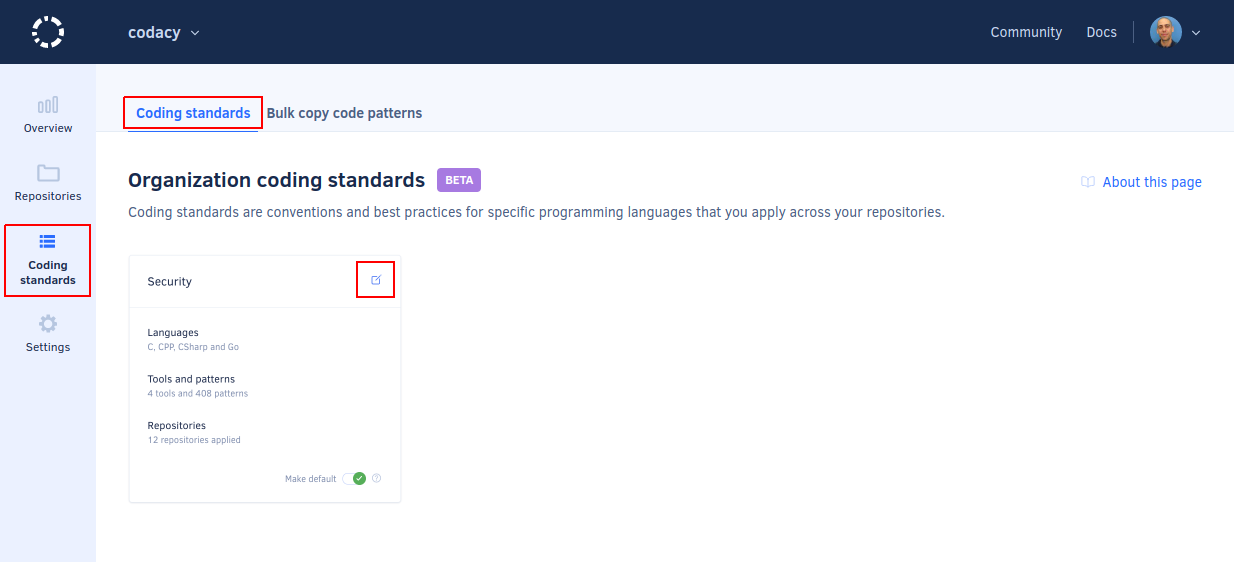 codacy
Community
Docs
Overview
Repositories
Coding
standards
Settings
Coding standards
Bulk copy code patterns
Organization coding standards
BETA
About this page
Coding standards are conventions and best practices for specific programming languages that you apply across your repositories.
Security
Languages
C, CPP, CSharp and Go
Tools and patterns
4 tools and 408 patterns
Repositories
12 repositories applied
Make default